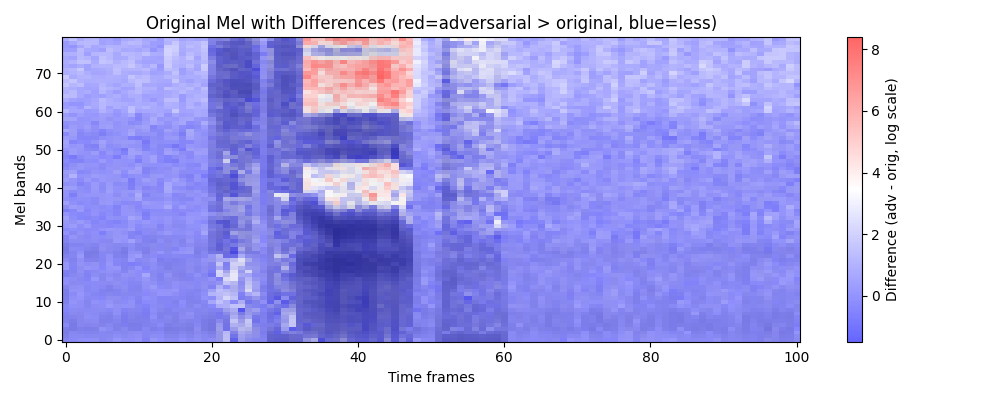 Original Mel with Differences (red=adversarial > original, blue=less)
Mel bands
70
60
50
40
30
20
10
0
0 20 40 60 80 100
Time frames
8
6
4
2
0
Difference (adv - orig, log scale)